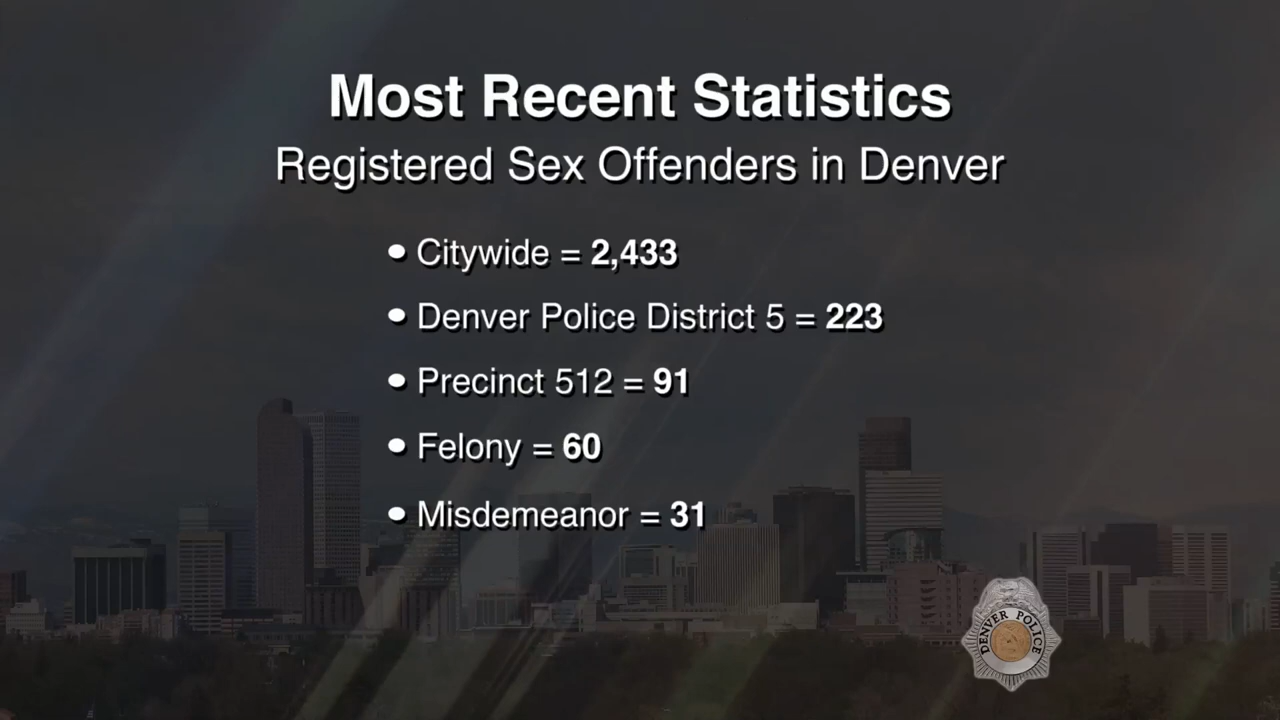 Most Recent Statistics
Registered Sex Offenders in Denver
• Citywide = 2,433
• Denver Police District 5 = 223
• Precinct 512 = 91
• Felony = 60
• Misdemeanor = 31
DENVER POLICE